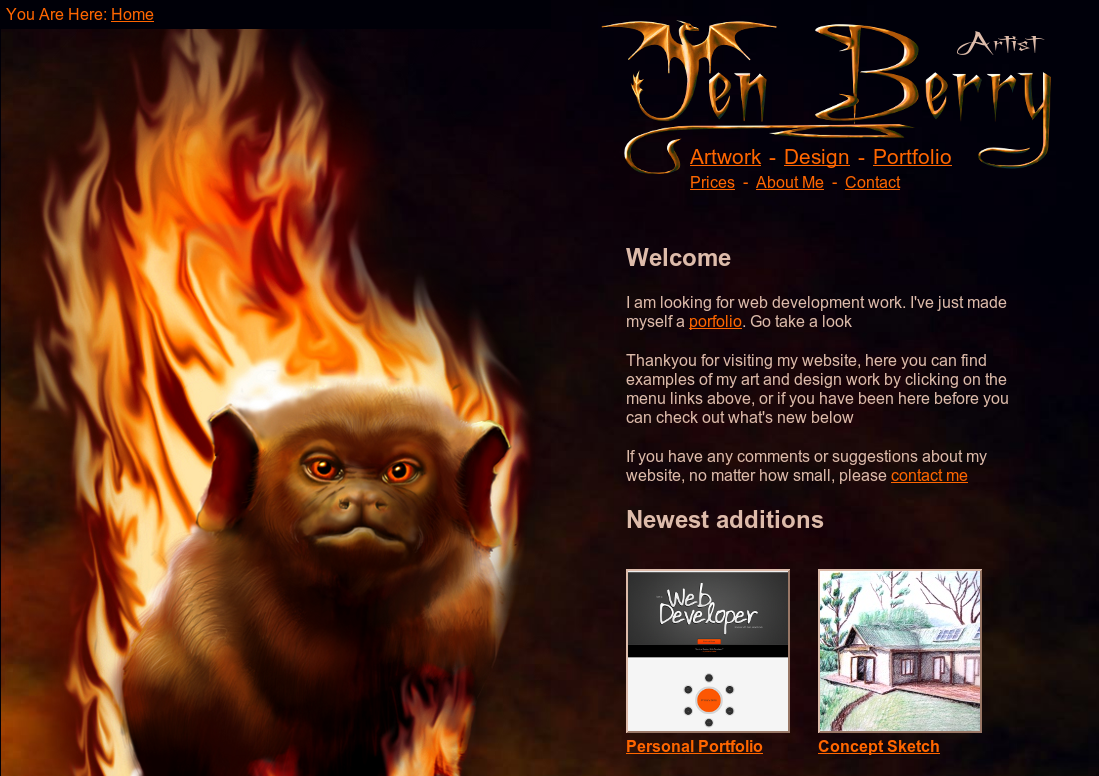 You Are Here: Home
Jen Berry
Artist
Artwork - Design - Portfolio
Prices - About Me - Contact
Welcome
I am looking for web development work. I've just made
myself a porfolio. Go take a look
Thankyou for visiting my website, here you can find
examples of my art and design work by clicking on the
menu links above, or if you have been here before you
can check out what's new below
If you have any comments or suggestions about my
website, no matter how small, please contact me
Newest additions
Web
Developer
Personal Portfolio
Concept Sketch